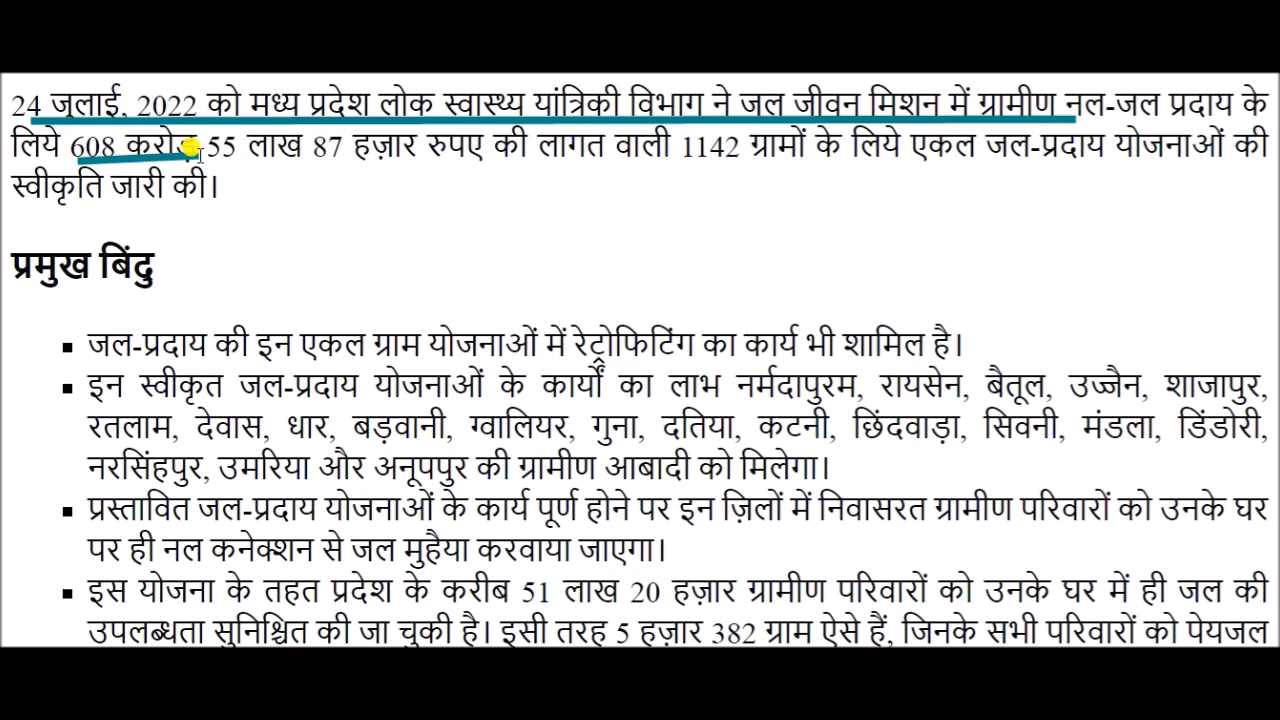 24 जुलाई, 2022 को मध्य प्रदेश लोक स्वास्थ्य यांत्रिकी विभाग ने जल जीवन मिशन में ग्रामीण नल-जल प्रदाय के
लिये 608 करोड़ 55 लाख 87 हज़ार रुपए की लागत वाली 1142 ग्रामों के लिये एकल जल-प्रदाय योजनाओं की
स्वीकृति जारी की।
प्रमुख बिंदु
▪ जल-प्रदाय की इन एकल ग्राम योजनाओं में रेट्रोफिटिंग का कार्य भी शामिल है।
▪ इन स्वीकृत जल-प्रदाय योजनाओं के कार्यों का लाभ नर्मदापुरम, रायसेन, बैतूल, उज्जैन, शाजापुर,
रतलाम, देवास, धार, बड़वानी, ग्वालियर, गुना, दतिया, कटनी, छिंदवाड़ा, सिवनी, मंडला, डिंडोरी,
नरसिंहपुर, उमरिया और अनूपपुर की ग्रामीण आबादी को मिलेगा।
▪ प्रस्तावित जल-प्रदाय योजनाओं के कार्य पूर्ण होने पर इन ज़िलों में निवासरत ग्रामीण परिवारों को उनके घर
पर ही नल कनेक्शन से जल मुहैया करवाया जाएगा।
▪ इस योजना के तहत प्रदेश के करीब 51 लाख 20 हज़ार ग्रामीण परिवारों को उनके घर में ही जल की
उपलब्धता सुनिश्चित की जा चुकी है। इसी तरह 5 हज़ार 382 ग्राम ऐसे हैं, जिनके सभी परिवारों को पेयजल